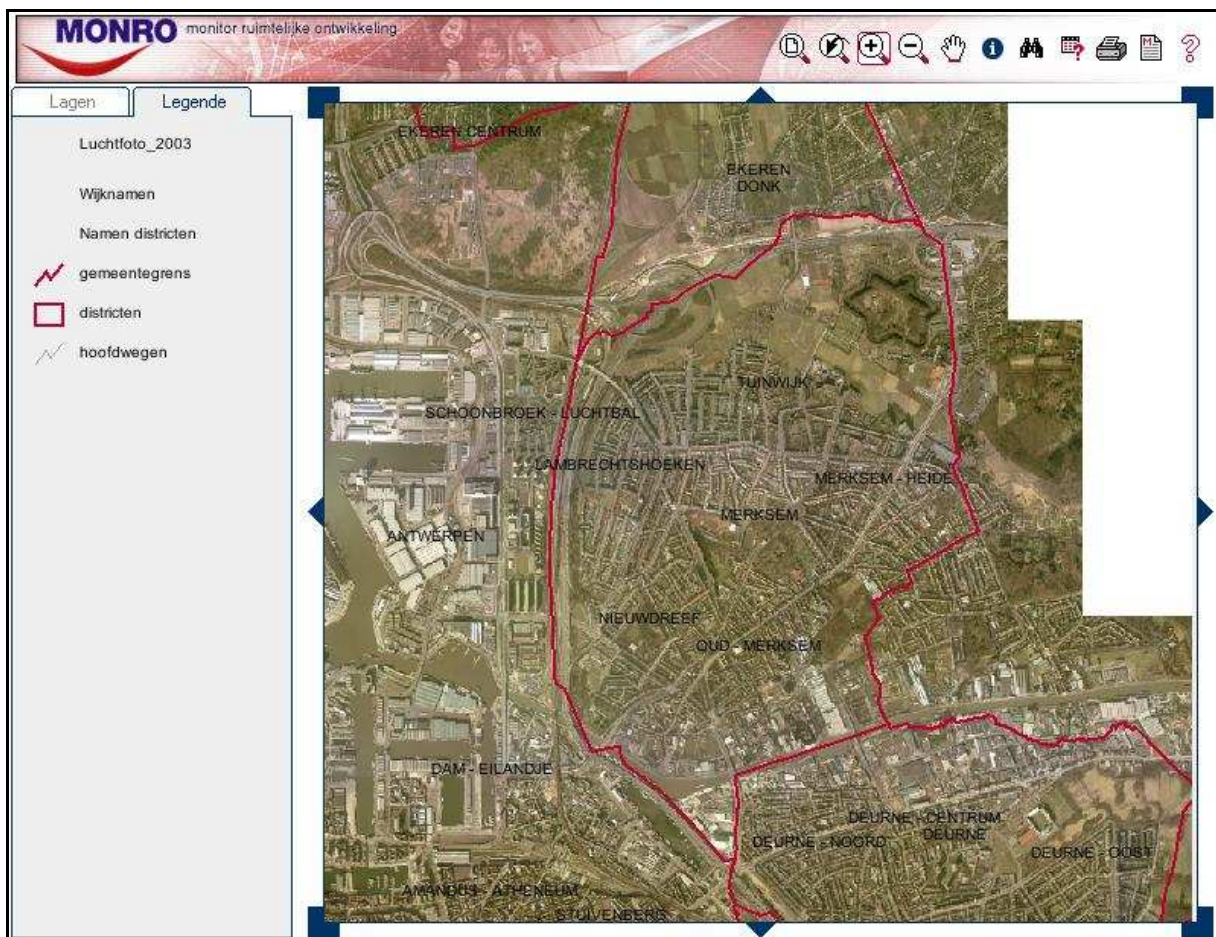 MONRO monitor ruimtelijke ontwikkeling
Lagen
Legende
Luchtfoto_2003
Wijknamen
Namen districten
gemeentegrens
districten
hoofdwegen
EKEREN CENTRUM
EKEREN
DONK
TUINWIJK
SCHOONBROEK - LUCHTBAL
LAMBRECHTSHOEKEN
MERKSEM - HEIDE
MERKSEM
ANTWERPEN
NIEUWDREEF
OUD - MERKSEM
DAM - EILANDJE
DEURNE - CENTRUM
DEURNE
DEURNE - NOORD
DEURNE - OOST
AMANDUS - ATHENEUM
STUIVENBERG